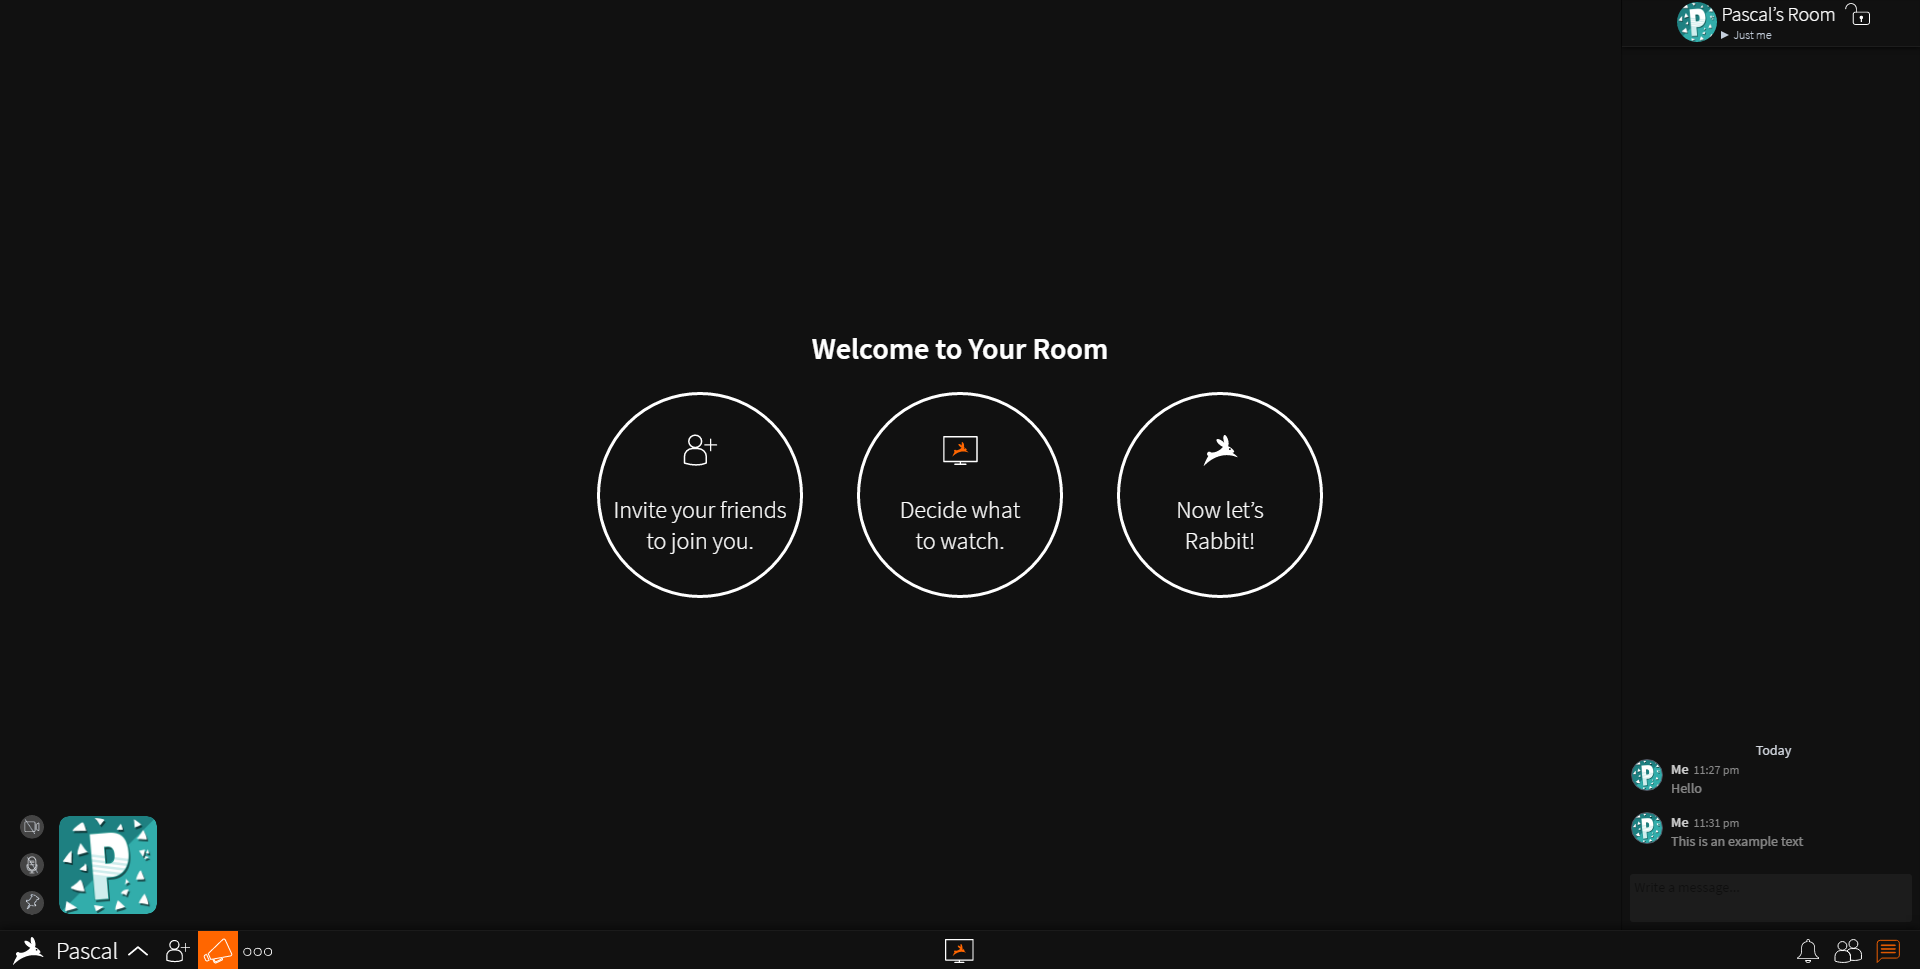 Pascal's Room
Just me
Welcome to Your Room
Invite your friends
to join you.
Decide what
to watch.
Now let's
Rabbit!
Today
P
Me 11:27 pm
Hello
P
Me 11:31 pm
This is an example text
Write a message...
P
Pascal